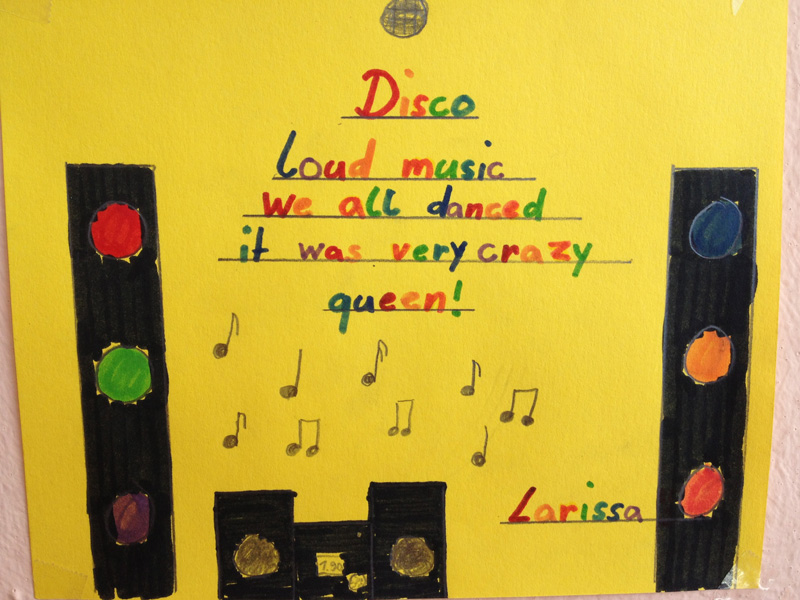 Disco
loud music
we all danced
it was very crazy
queen!
Larissa